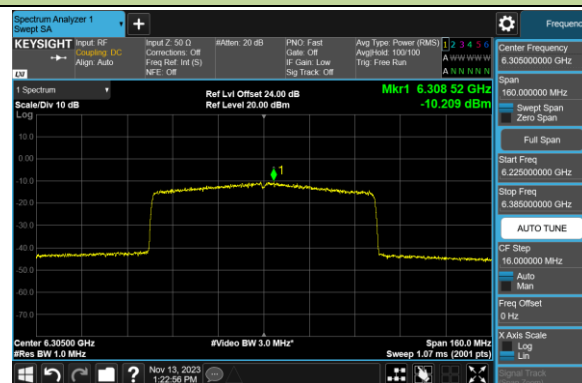 Spectrum Analyzer 1
Swept SA
Frequenc
KEYSIGHT
Input: RF
Coupling: DC
Align: Auto
Input Z: 50 Ω
Corrections: Off
Freq Ref: Int (S)
NFE: Off
#Atten: 20 dB
PNO: Fast
Gate: Off
IF Gain: Low
Sig Track: Off
Avg Type: Power (RMS)
Avg|Hold: 100/100
Trig: Free Run
1 2 3 4 5 6
A W W W W W
A N N N N N
LXI
1 Spectrum
Scale/Div 10 dB
Log
Ref Lvl Offset 24.00 dB
Ref Level 20.00 dBm
Mkr1 6.308 52 GHz
-10.209 dBm
10.0
0.00
-10.0
-20.0
-30.0
-40.0
-50.0
-60.0
-70.0
1
Center 6.30500 GHz
#Res BW 1.0 MHz
#Video BW 3.0 MHz*
Span 160.0 MHz
Sweep 1.07 ms (2001 pts)
Center Frequency
6.305000000 GHz
Span
160.000000 MHz
Swept Span
Zero Span
Full Span
Start Freq
6.225000000 GHz
Stop Freq
6.385000000 GHz
AUTO TUNE
CF Step
16.000000 MHz
Auto
Man
Freq Offset
0 Hz
X Axis Scale
Log
Lin
Signal Track
Nov 13, 2023
1:22:56 PM